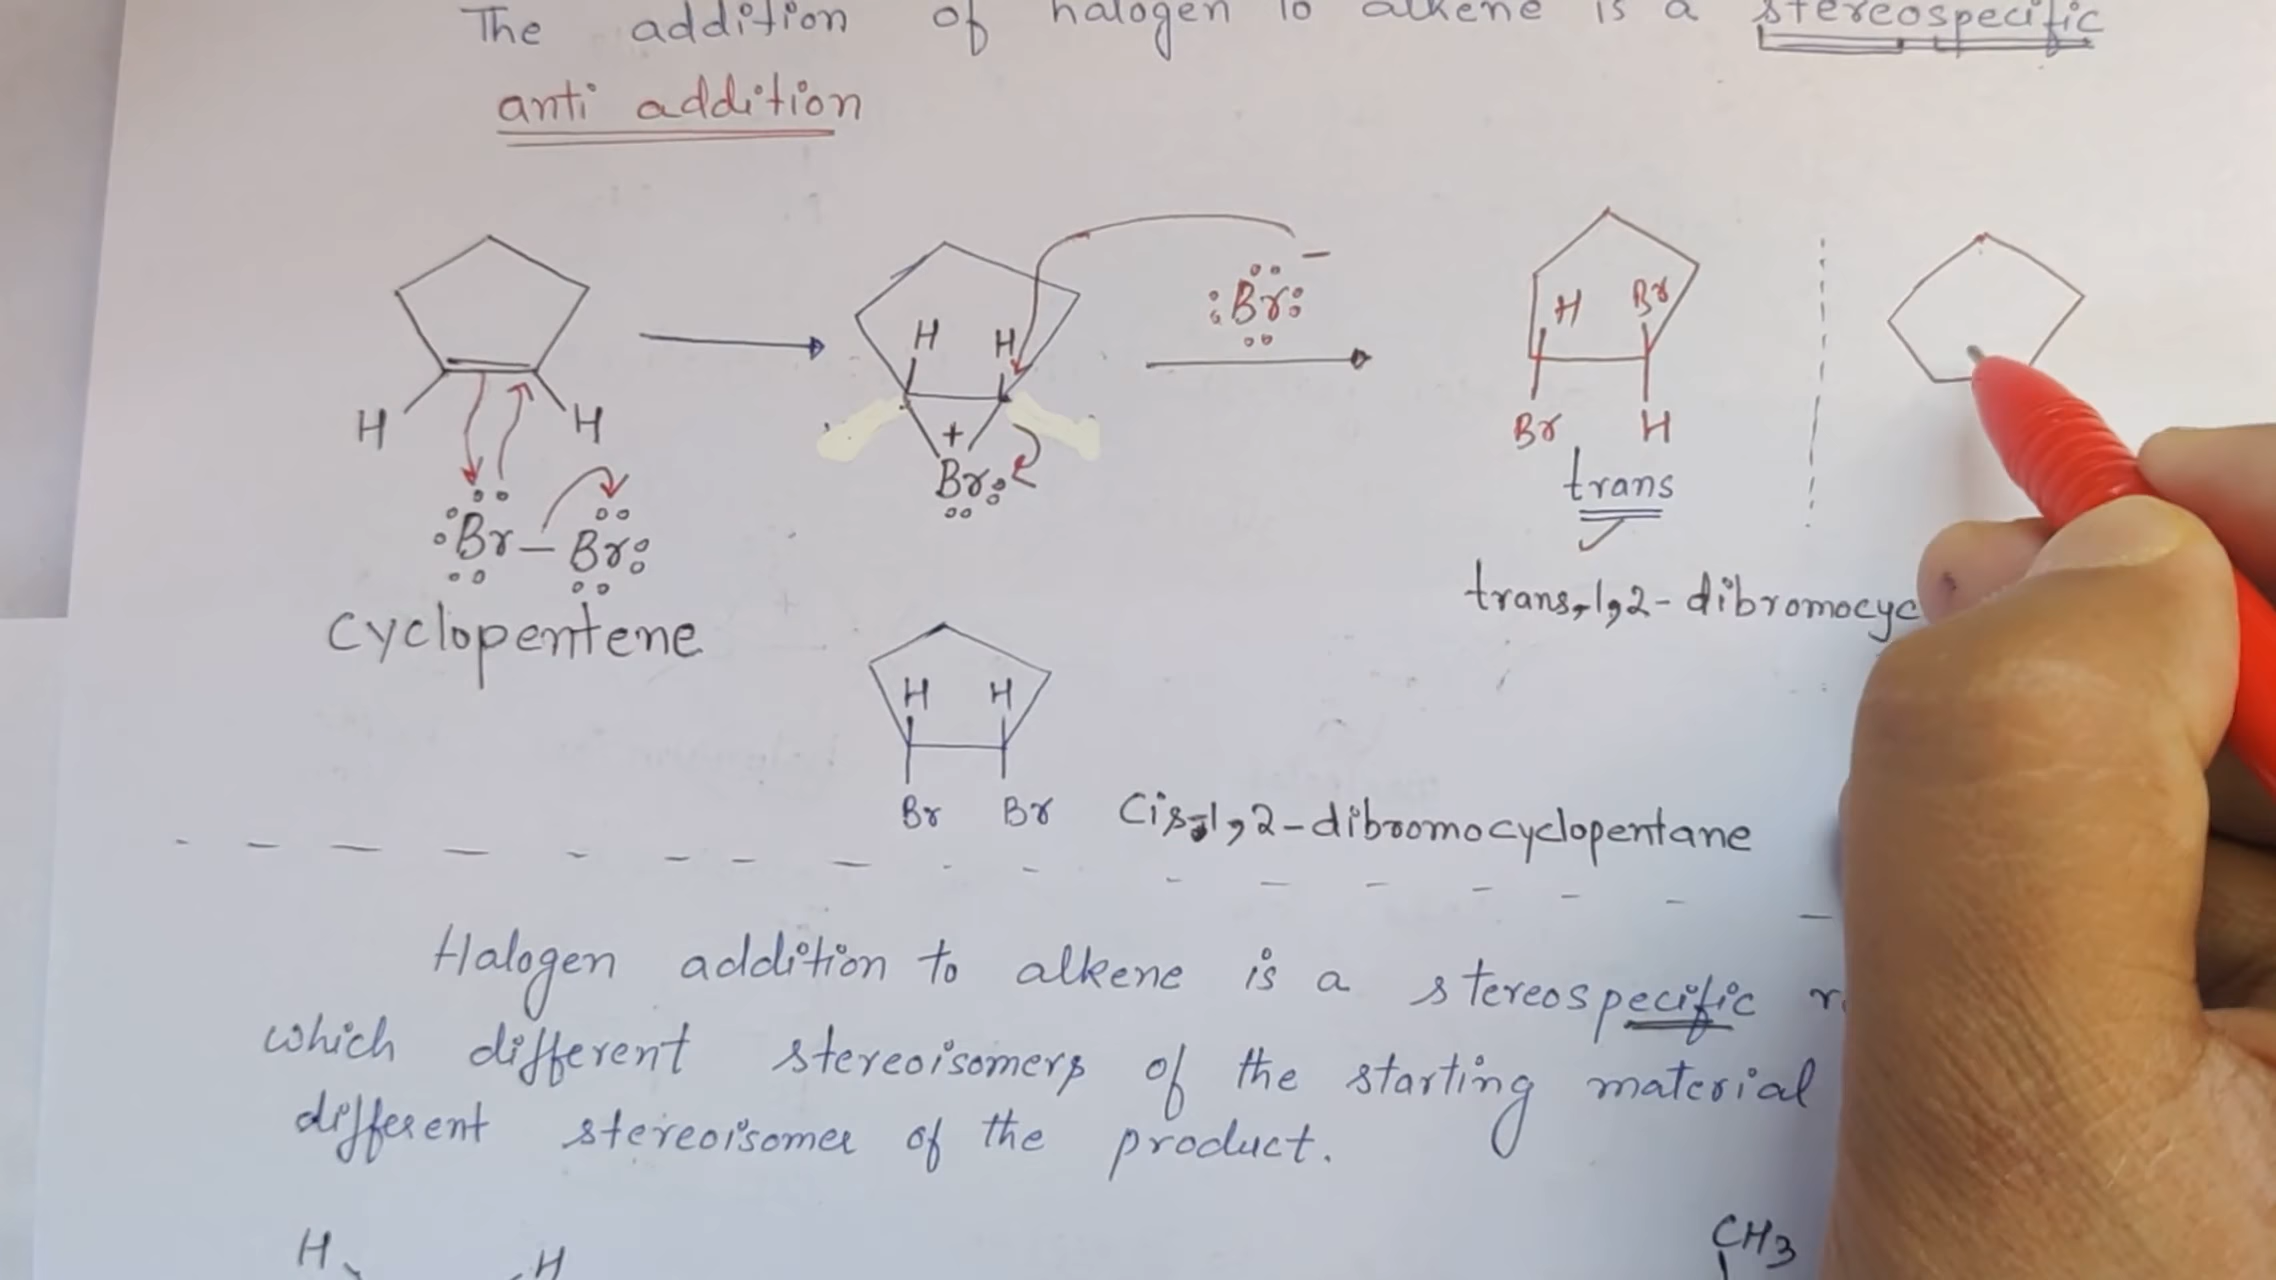 The addition of halogen to alkene is a stereospecific
anti addition
H H
Br
H Br
H H
:Br:
+
Br
Br H
trans
Br — Br
trans-1,2- dibromocyc
cyclopentene
H H
Br Br
Cis-1,2-dibromocyclopentane
Halogen addition to alkene is a stereospecific
which different stereoisomers of the starting material
different stereoisomer of the product.
H H
CH3